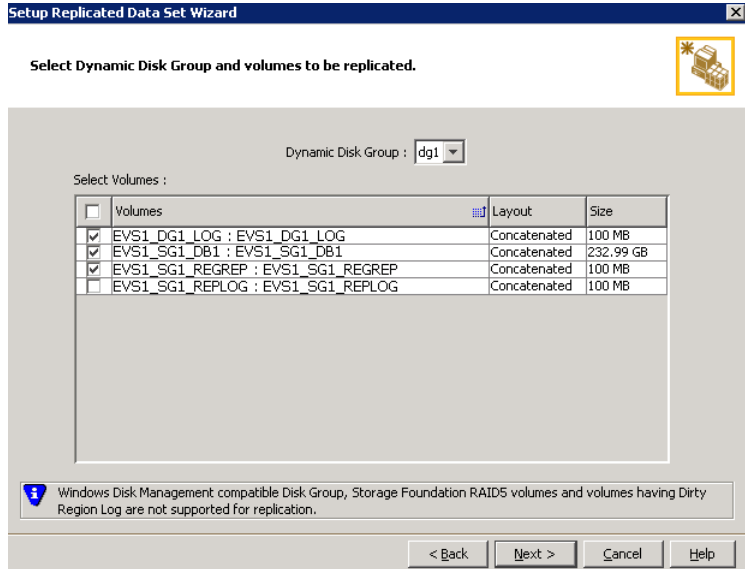 Setup Replicated Data Set Wizard
Select Dynamic Disk Group and volumes to be replicated.
Dynamic Disk Group : dg1
Select Volumes :
Volumes Layout Size
EVS1_DG1_LOG : EVS1_DG1_LOG Concatenated 100 MB
EVS1_SG1_DB1 : EVS1_SG1_DB1 Concatenated 232.99 GB
EVS1_SG1_REGREP : EVS1_SG1_REGREP Concatenated 100 MB
EVS1_SG1_REPLOG : EVS1_SG1_REPLOG Concatenated 100 MB
Windows Disk Management compatible Disk Group, Storage Foundation RAID5 volumes and volumes having Dirty
Region Log are not supported for replication.
< Back Next > Cancel Help